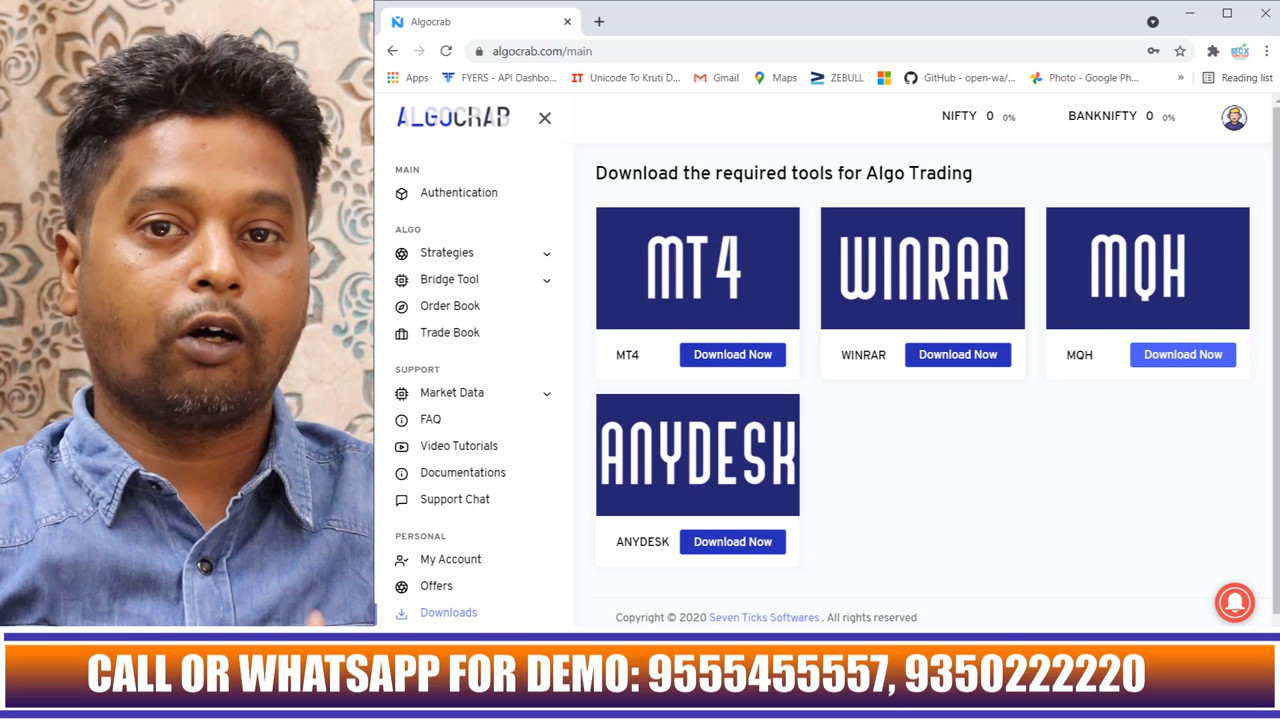 Algocrab
algocrab.com/main
Apps
FYERS - API Dashbo...
Unicode To Kruti D...
Gmail
Maps
ZEBULL
GitHub - open-wa/...
Photo - Google Ph...
»
Reading list
ALGOCRAB
NIFTY 0 0%
BANKNIFTY 0 0%
MAIN
Authentication
ALGO
Strategies
Bridge Tool
Order Book
Trade Book
SUPPORT
Market Data
FAQ
Video Tutorials
Documentations
Support Chat
PERSONAL
My Account
Offers
Downloads
Download the required tools for Algo Trading
MT4
MT4 Download Now
WINRAR
WINRAR Download Now
MQH
MQH Download Now
ANYDESK
ANYDESK Download Now
Copyright © 2020 Seven Ticks Softwares . All rights reserved
CALL OR WHATSAPP FOR DEMO: 9555455557, 9350222220